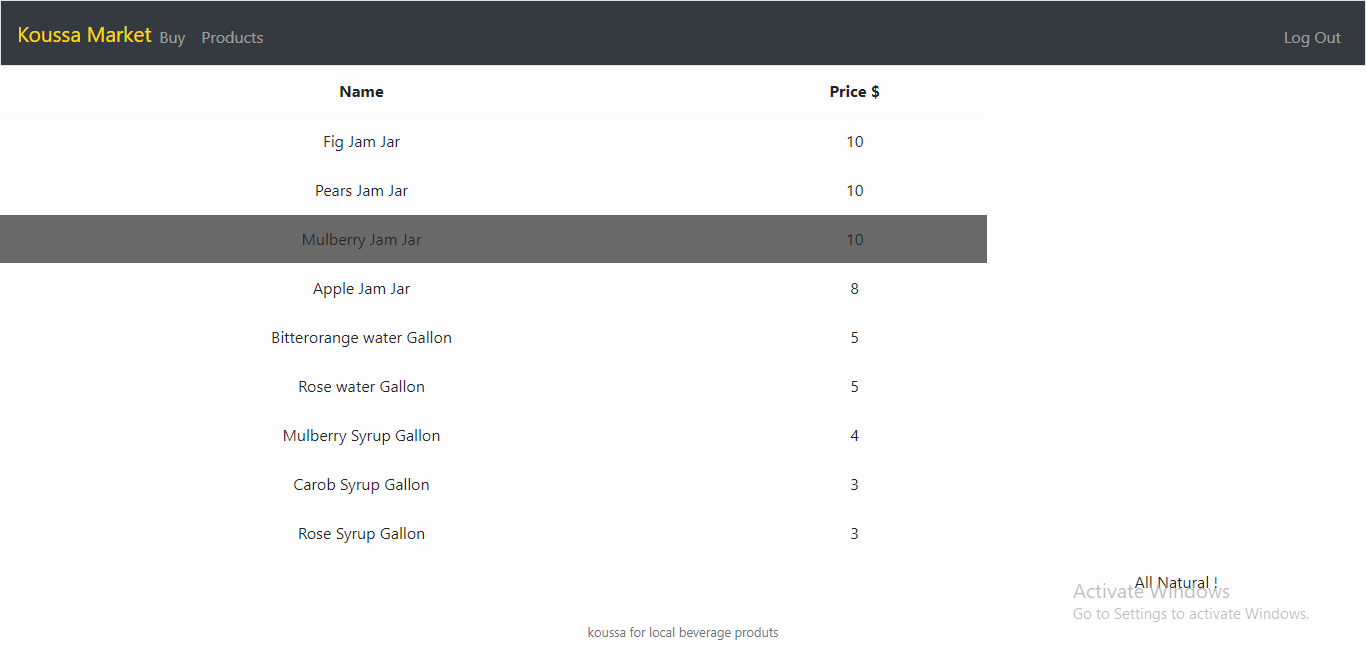 Koussa Market Buy Products Log Out
Name Price $
Fig Jam Jar 10
Pears Jam Jar 10
Mulberry Jam Jar 10
Apple Jam Jar 8
Bitterorange water Gallon 5
Rose water Gallon 5
Mulberry Syrup Gallon 4
Carob Syrup Gallon 3
Rose Syrup Gallon 3
All Natural !
Activate Windows
Go to Settings to activate Windows.
koussa for local beverage produts